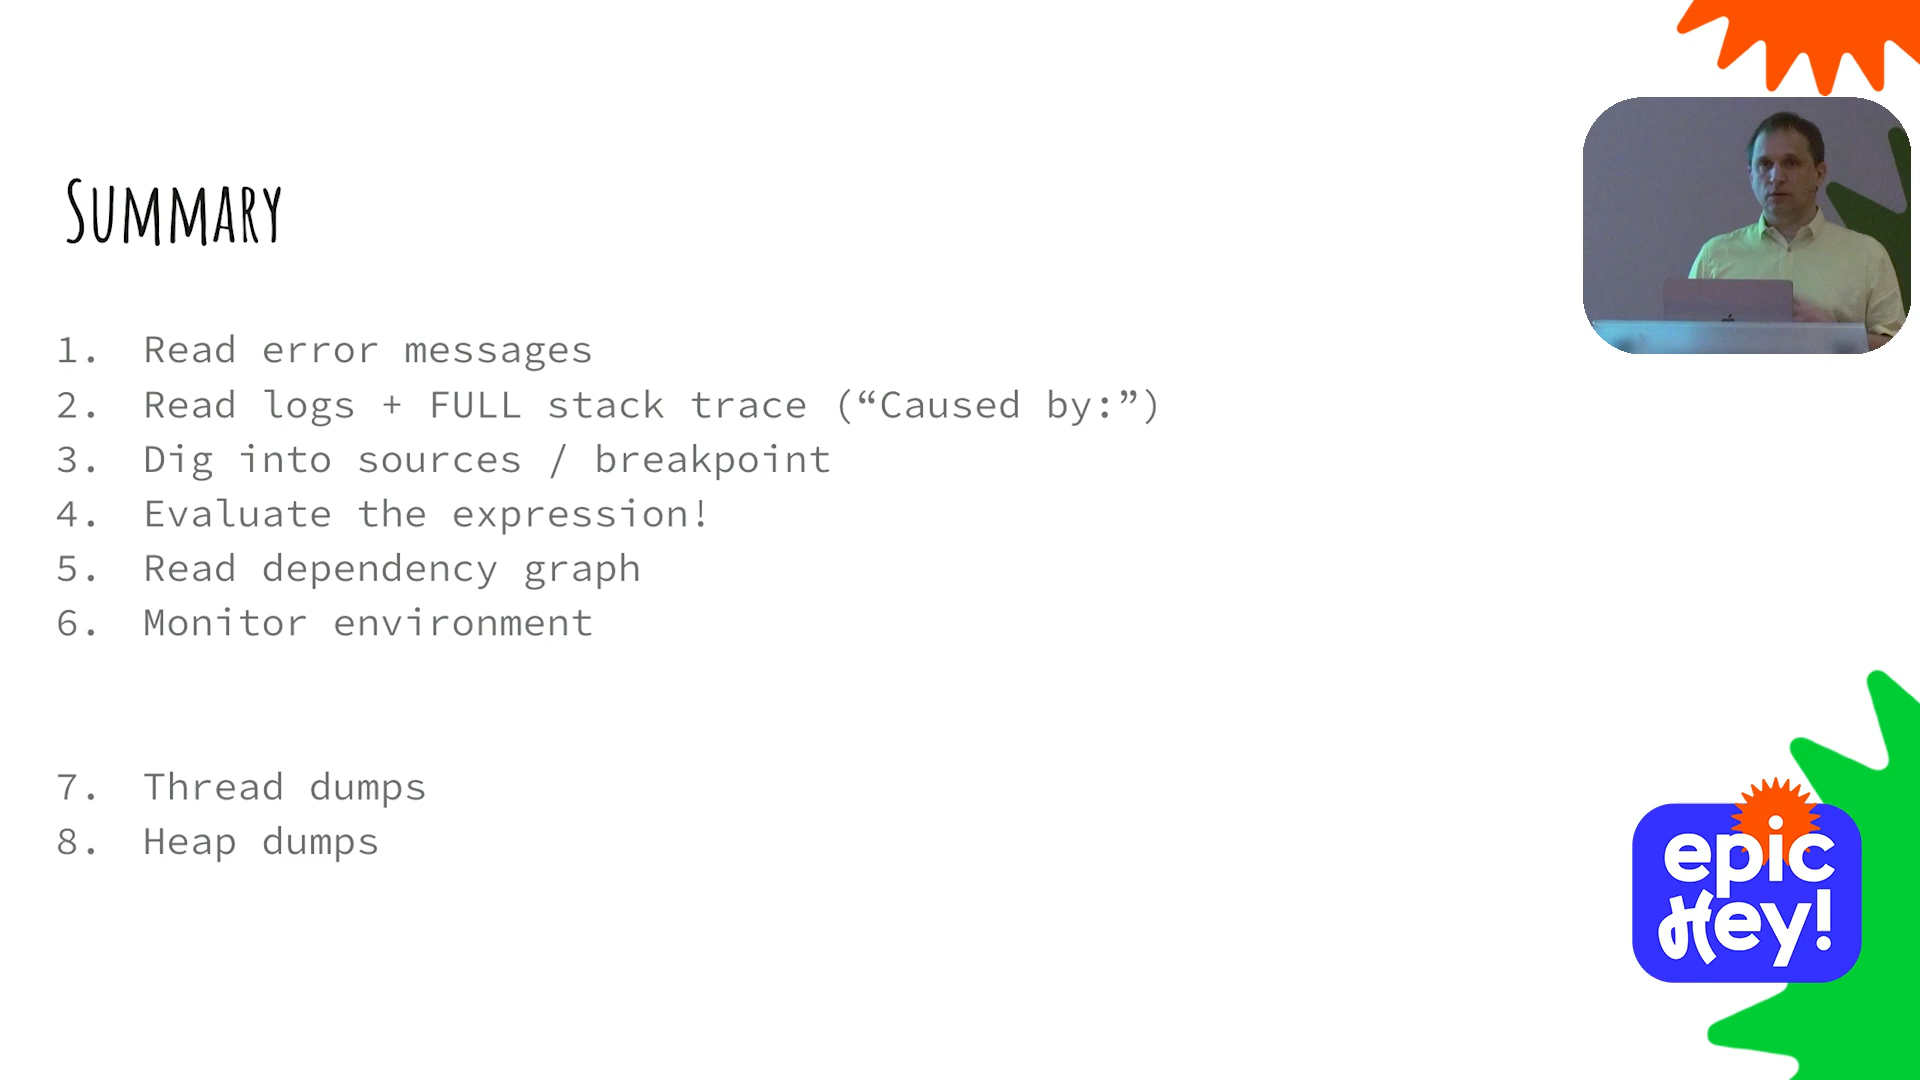 Summary
1. Read error messages
2. Read logs + FULL stack trace (“Caused by:”)
3. Dig into sources / breakpoint
4. Evaluate the expression!
5. Read dependency graph
6. Monitor environment
7. Thread dumps
8. Heap dumps
epic
Hey!